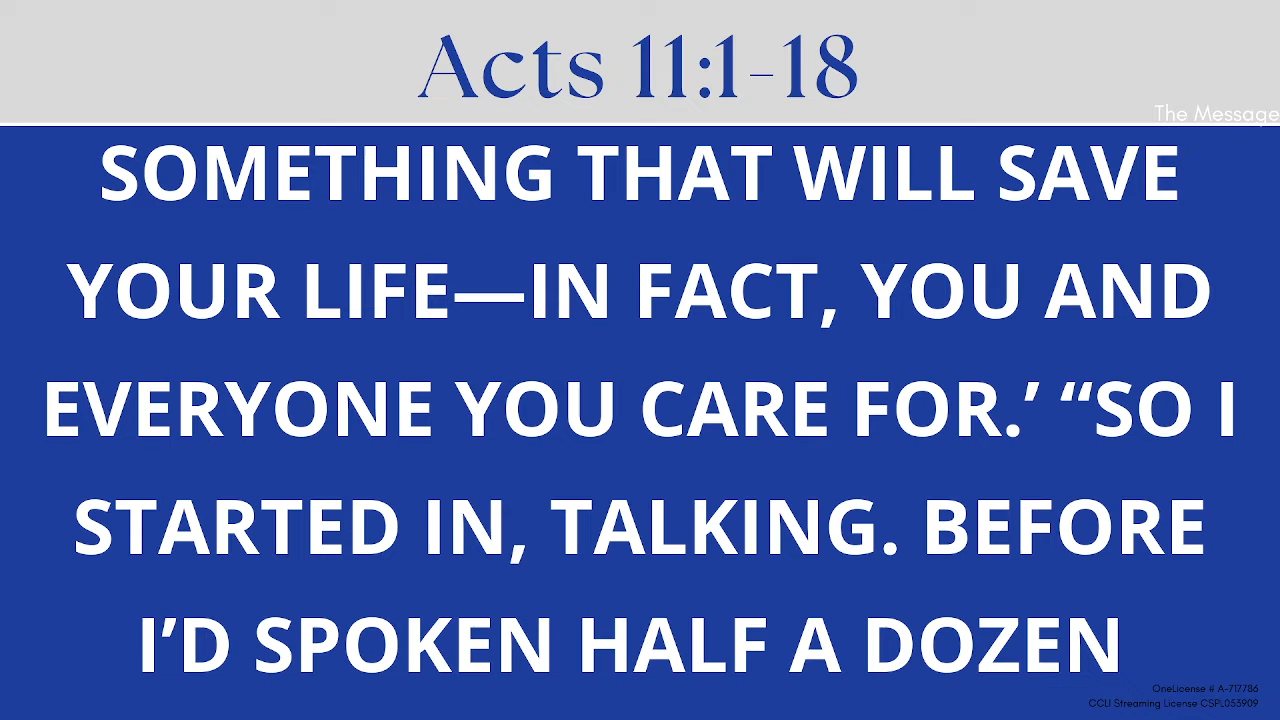 Acts 11:1-18
The Message
SOMETHING THAT WILL SAVE
YOUR LIFE—IN FACT, YOU AND
EVERYONE YOU CARE FOR.’ “SO I
STARTED IN, TALKING. BEFORE
I’D SPOKEN HALF A DOZEN
OneLicense # A-717786
CCLI Streaming License CSPL053909